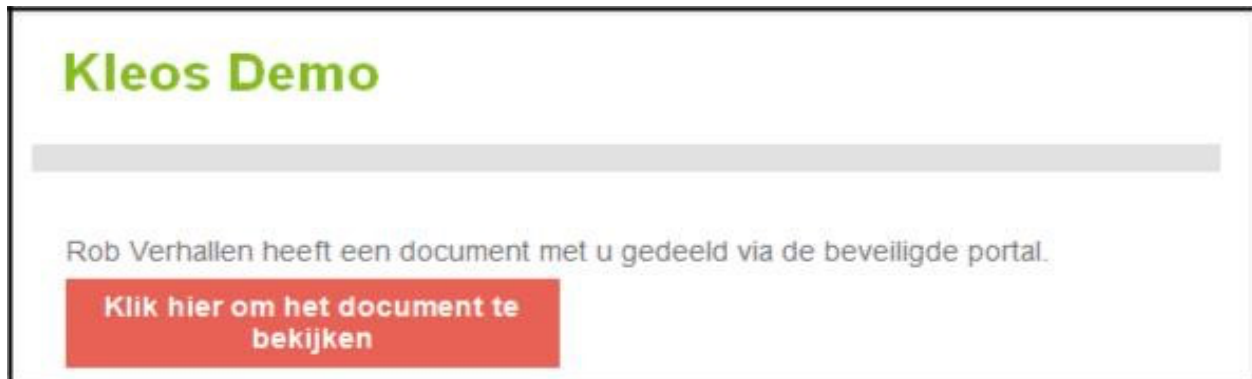 Kleos Demo
Rob Verhallen heeft een document met u gedeeld via de beveiligde portal.
Klik hier om het document te
bekijken